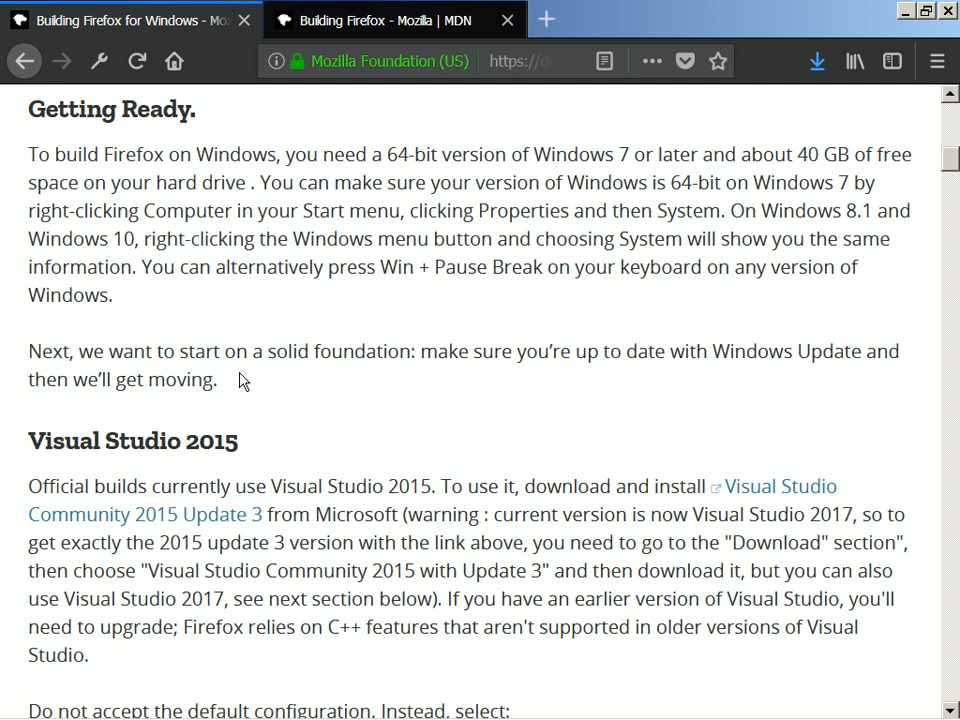 Building Firefox for Windows - Moz
Building Firefox - Mozilla | MDN
Mozilla Foundation (US)
https://d
Getting Ready.
To build Firefox on Windows, you need a 64-bit version of Windows 7 or later and about 40 GB of free
space on your hard drive . You can make sure your version of Windows is 64-bit on Windows 7 by
right-clicking Computer in your Start menu, clicking Properties and then System. On Windows 8.1 and
Windows 10, right-clicking the Windows menu button and choosing System will show you the same
information. You can alternatively press Win + Pause Break on your keyboard on any version of
Windows.
Next, we want to start on a solid foundation: make sure you’re up to date with Windows Update and
then we’ll get moving.
Visual Studio 2015
Official builds currently use Visual Studio 2015. To use it, download and install Visual Studio
Community 2015 Update 3 from Microsoft (warning : current version is now Visual Studio 2017, so to
get exactly the 2015 update 3 version with the link above, you need to go to the "Download" section",
then choose "Visual Studio Community 2015 with Update 3" and then download it, but you can also
use Visual Studio 2017, see next section below). If you have an earlier version of Visual Studio, you'll
need to upgrade; Firefox relies on C++ features that aren't supported in older versions of Visual
Studio.
Do not accept the default configuration. Instead, select: